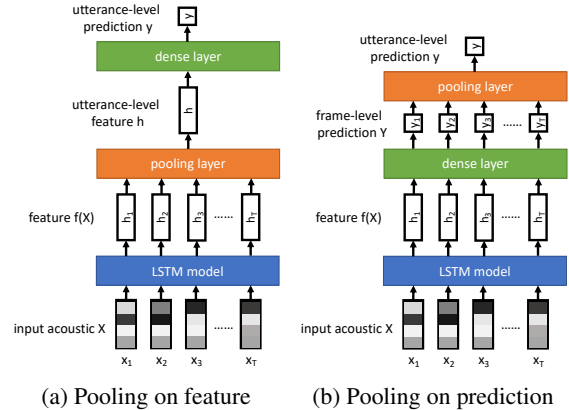 utterance-level
prediction y
y
dense layer
utterance-level
feature h
h
pooling layer
feature f(X)
h1 h2 h3 ...... hT
LSTM model
input acoustic X
......
x1 x2 x3 xT
(a) Pooling on feature
utterance-level
prediction y
y
pooling layer
frame-level
prediction Y
y1 y2 y3 ...... yT
dense layer
feature f(X)
h1 h2 h3 ...... hT
LSTM model
input acoustic X
......
x1 x2 x3 xT
(b) Pooling on prediction